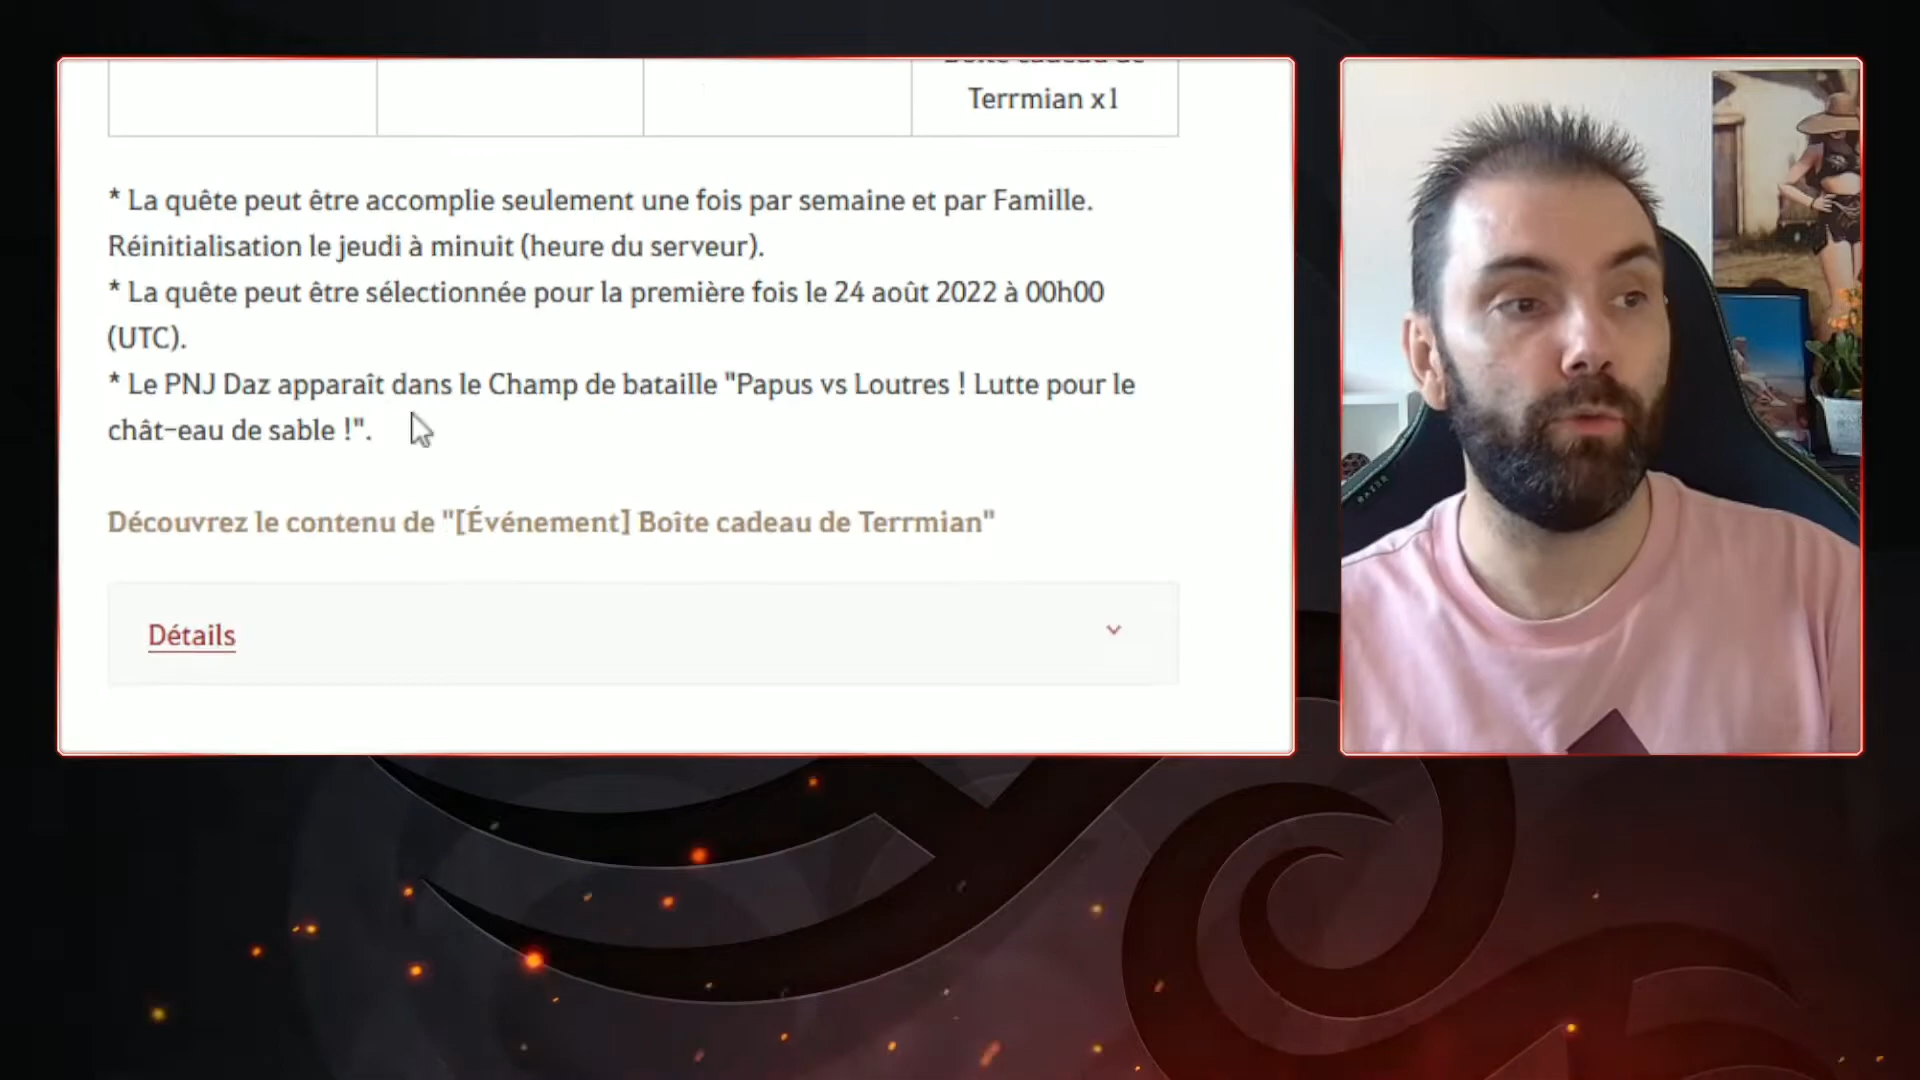 Terrmian x1
* La quête peut être accomplie seulement une fois par semaine et par Famille.
Réinitialisation le jeudi à minuit (heure du serveur).
* La quête peut être sélectionnée pour la première fois le 24 août 2022 à 00h00
(UTC).
* Le PNJ Daz apparaît dans le Champ de bataille "Papus vs Loutres ! Lutte pour le
chât-eau de sable !".
Découvrez le contenu de "[Événement] Boîte cadeau de Terrmian"
Détails
RAZER